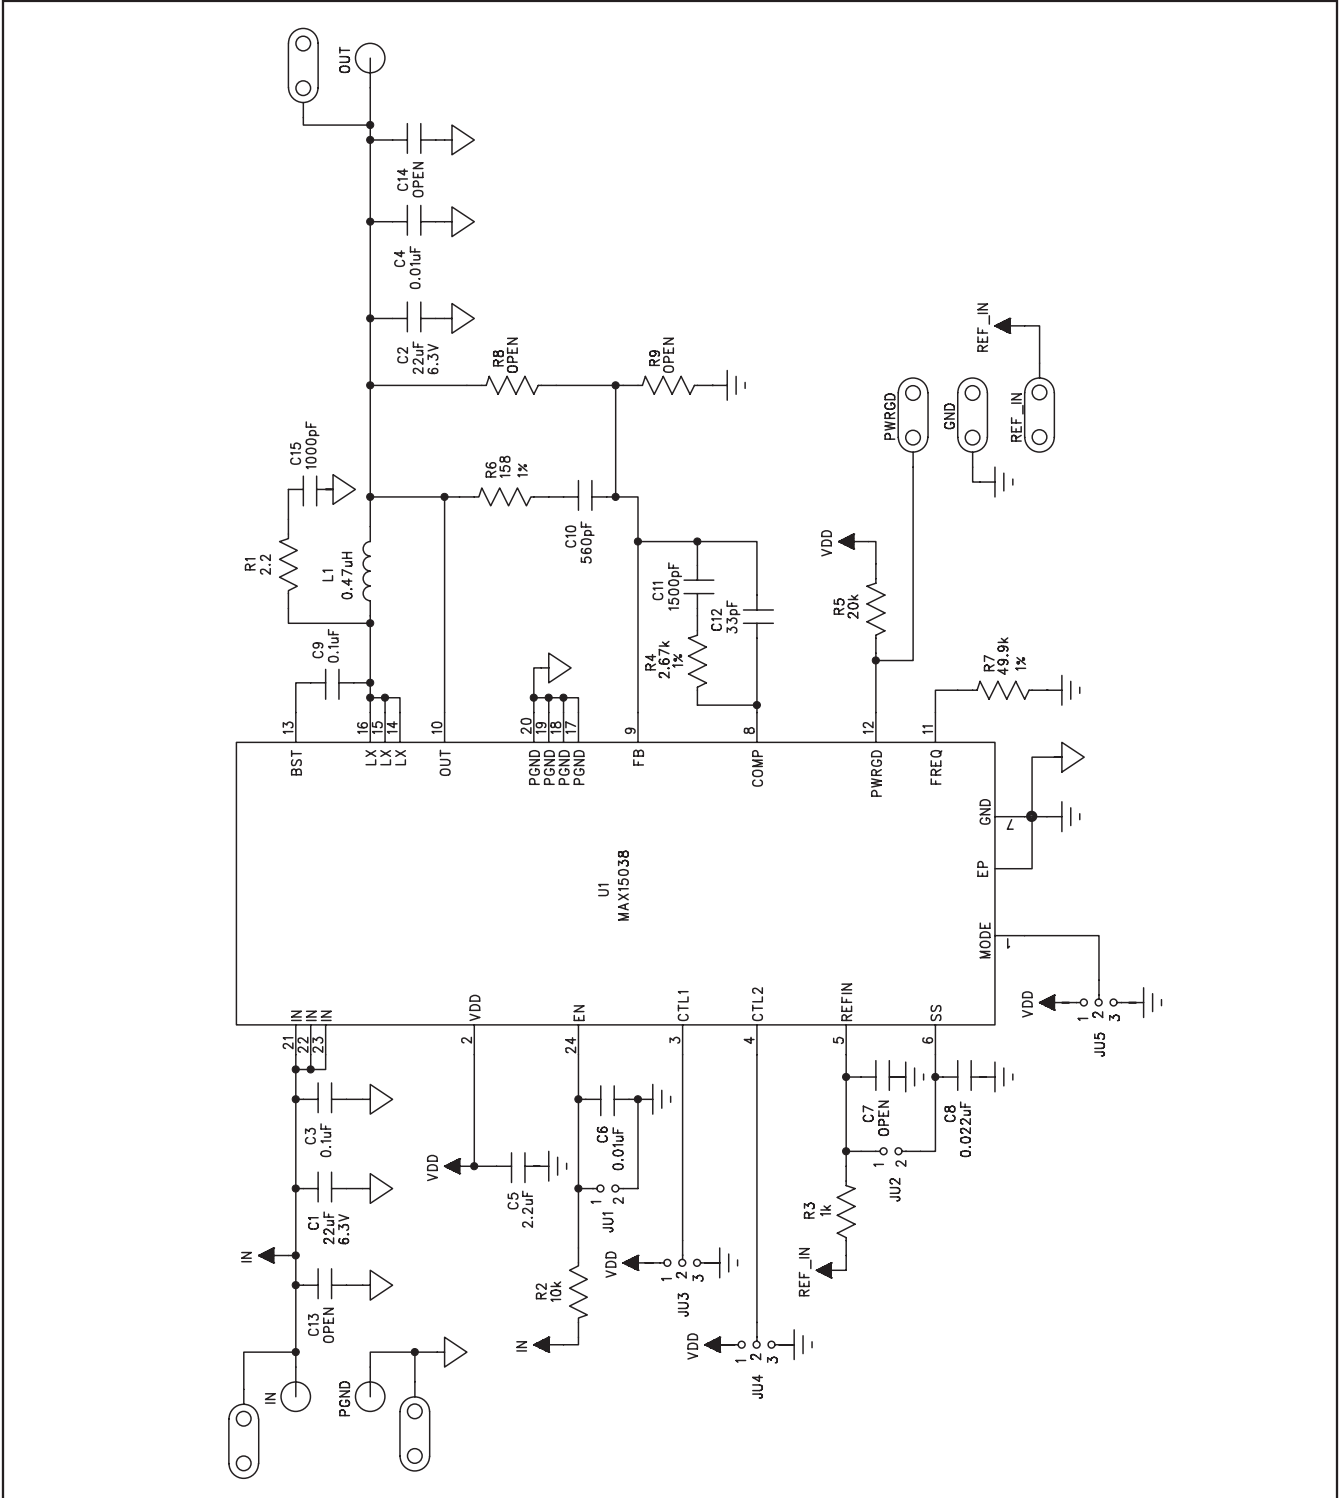 OUT
C14
OPEN
C4
0.01uF
C2
22uF
6.3V
R8
OPEN
R9
OPEN
C15
1000pF
R1
2.2
L1
0.47uH
C9
0.1uF
R6
158
1%
C10
560pF
C11
1500pF
C12
33pF
R4
2.67k
1%
VDD
R5
20k
PWRGD
GND
REF_IN
REF_IN
R7
49.9k
1%
13
16
15
14
10
20
19
18
17
9
8
12
11
BST
LX
LX
LX
OUT
PGND
PGND
PGND
PGND
FB
COMP
PWRGD
FREQ
GND
7
EP
MODE
1
U1
MAX15038
IN
IN
IN
VDD
EN
CTL1
CTL2
REFIN
SS
21
22
23
2
24
3
4
5
6
C3
0.1uF
C1
22uF
6.3V
IN
C13
OPEN
IN
PGND
VDD
C5
2.2uF
C6
0.01uF
1
2
JU1
R2
10k
IN
VDD
1
2
3
JU3
VDD
1
2
3
JU4
C7
OPEN
C8
0.022uF
1
2
JU2
R3
1k
REF_IN
VDD
1
2
3
JU5